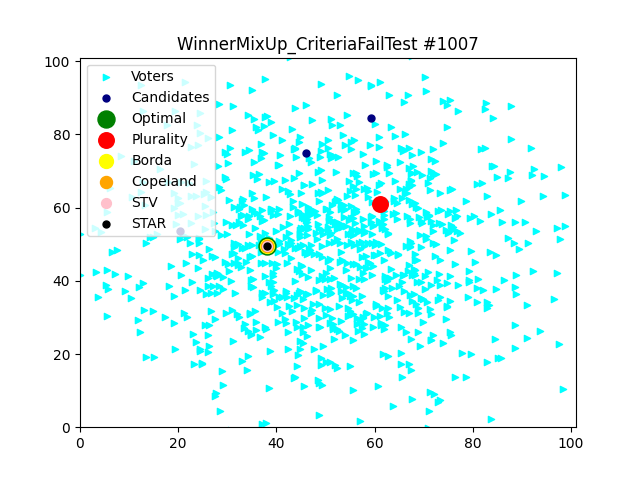 WinnerMixUp_CriteriaFailTest #1007
100
80
60
40
20
0
Voters
Candidates
Optimal
Plurality
Borda
Copeland
STV
STAR
0 20 40 60 80 100